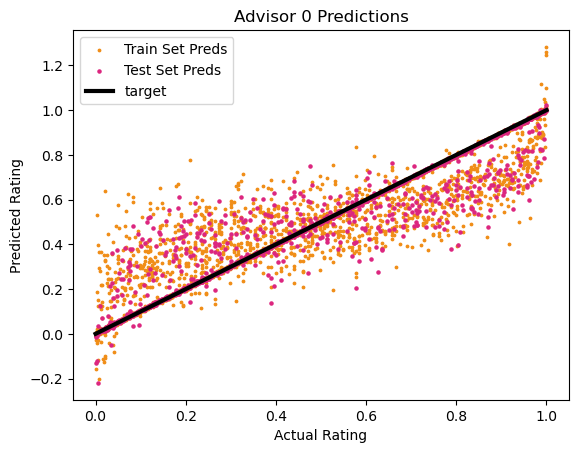 Advisor 0 Predictions
Train Set Preds
Test Set Preds
target
Predicted Rating
1.2
1.0
0.8
0.6
0.4
0.2
0.0
−0.2
0.0 0.2 0.4 0.6 0.8 1.0
Actual Rating